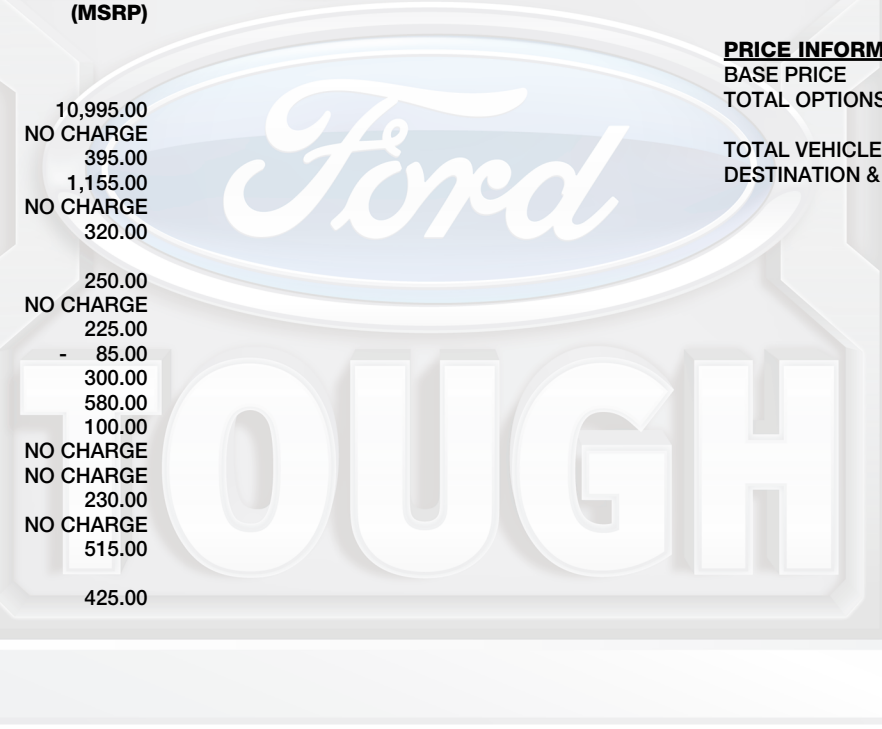 (MSRP)
10,995.00
NO CHARGE
395.00
1,155.00
NO CHARGE
320.00
250.00
NO CHARGE
225.00
- 85.00
300.00
580.00
100.00
NO CHARGE
NO CHARGE
230.00
NO CHARGE
515.00
425.00
PRICE INFORM
BASE PRICE
TOTAL OPTIONS
TOTAL VEHICLE
DESTINATION &
Ford
TOUGH